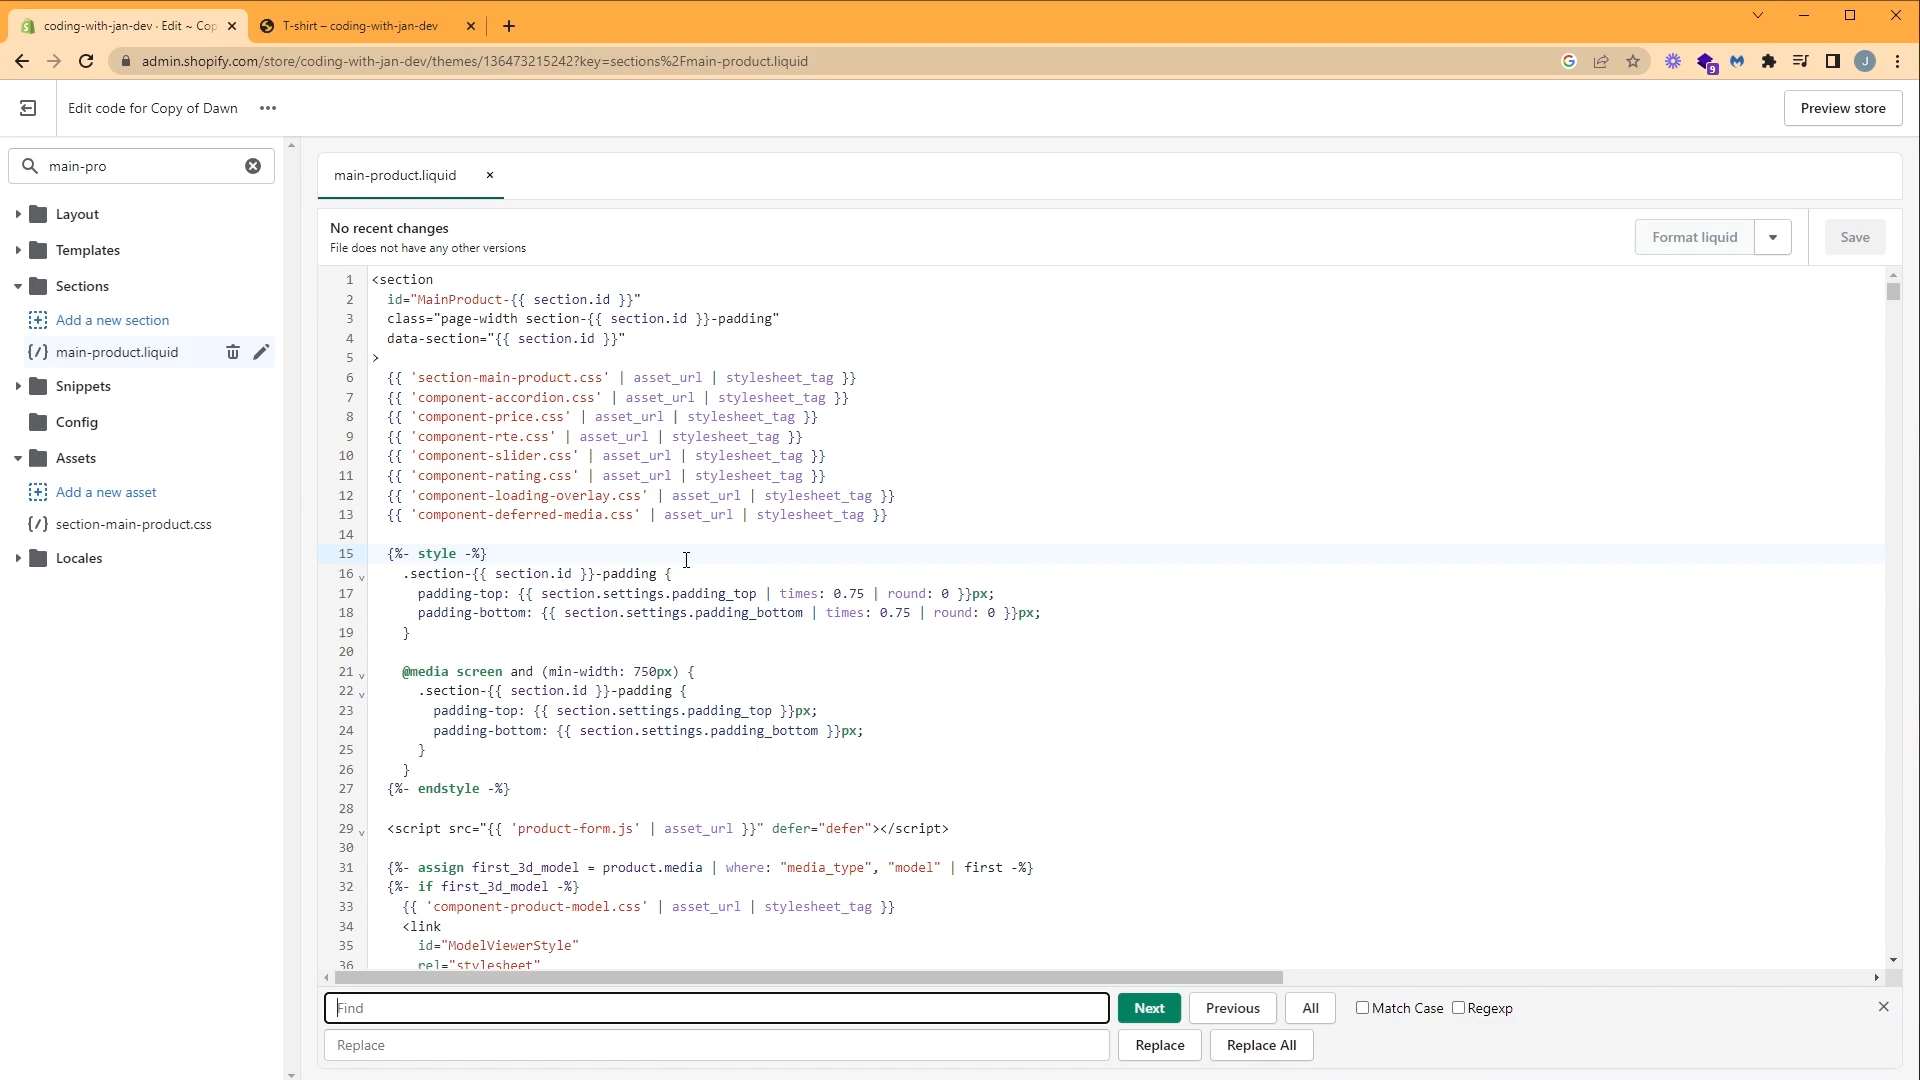 coding-with-jan-dev · Edit ~ Cop
T-shirt – coding-with-jan-dev
admin.shopify.com/store/coding-with-jan-dev/themes/136473215242?key=sections%2Fmain-product.liquid
9
J
Edit code for Copy of Dawn
Preview store
main-pro
Layout
Templates
Sections
Add a new section
main-product.liquid
Snippets
Config
Assets
Add a new asset
section-main-product.css
Locales
main-product.liquid
No recent changes
File does not have any other versions
Format liquid
Save
1 <section
2 id="MainProduct-{{ section.id }}"
3 class="page-width section-{{ section.id }}-padding"
4 data-section="{{ section.id }}"
5 >
6 {{ 'section-main-product.css' | asset_url | stylesheet_tag }}
7 {{ 'component-accordion.css' | asset_url | stylesheet_tag }}
8 {{ 'component-price.css' | asset_url | stylesheet_tag }}
9 {{ 'component-rte.css' | asset_url | stylesheet_tag }}
10 {{ 'component-slider.css' | asset_url | stylesheet_tag }}
11 {{ 'component-rating.css' | asset_url | stylesheet_tag }}
12 {{ 'component-loading-overlay.css' | asset_url | stylesheet_tag }}
13 {{ 'component-deferred-media.css' | asset_url | stylesheet_tag }}
14
15 {%- style -%}
16 .section-{{ section.id }}-padding {
17 padding-top: {{ section.settings.padding_top | times: 0.75 | round: 0 }}px;
18 padding-bottom: {{ section.settings.padding_bottom | times: 0.75 | round: 0 }}px;
19 }
20
21 @media screen and (min-width: 750px) {
22 .section-{{ section.id }}-padding {
23 padding-top: {{ section.settings.padding_top }}px;
24 padding-bottom: {{ section.settings.padding_bottom }}px;
25 }
26 }
27 {%- endstyle -%}
28
29 <script src="{{ 'product-form.js' | asset_url }}" defer="defer"></script>
30
31 {%- assign first_3d_model = product.media | where: "media_type", "model" | first -%}
32 {%- if first_3d_model -%}
33 {{ 'component-product-model.css' | asset_url | stylesheet_tag }}
34 <link
35 id="ModelViewerStyle"
36 rel="stylesheet"
Find
Next
Previous
All
Match Case
Regexp
Replace
Replace
Replace All